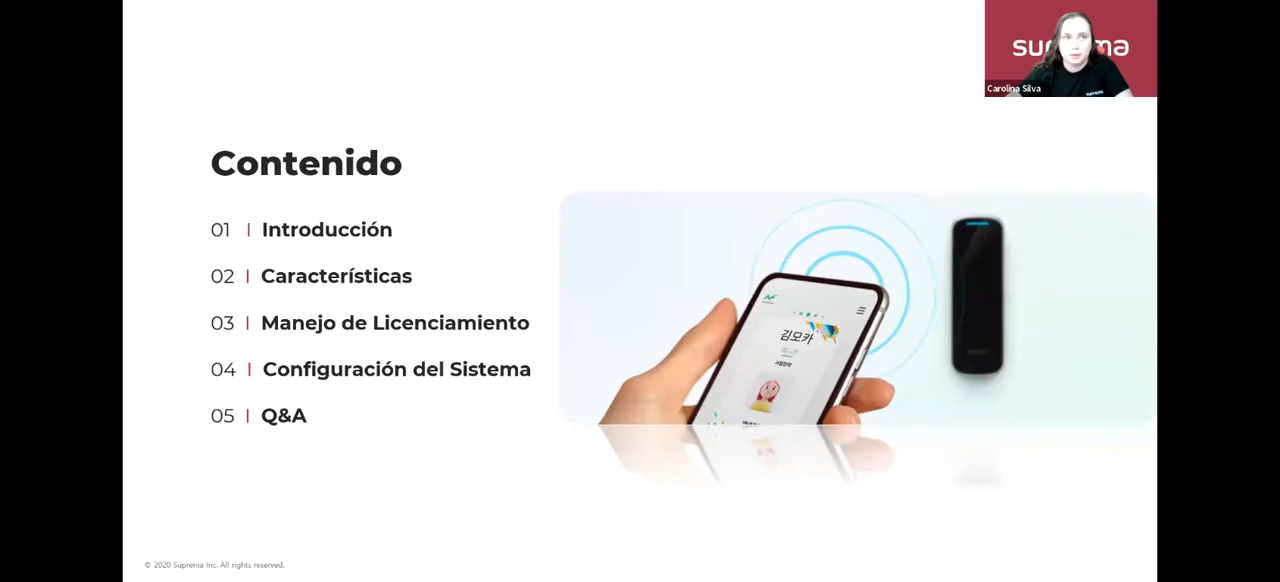 Carolina Silva
Contenido
01 | Introducción
02 | Características
03 | Manejo de Licenciamiento
04 | Configuración del Sistema
05 | Q&A
김모카
© 2020 Suprema Inc. All rights reserved.